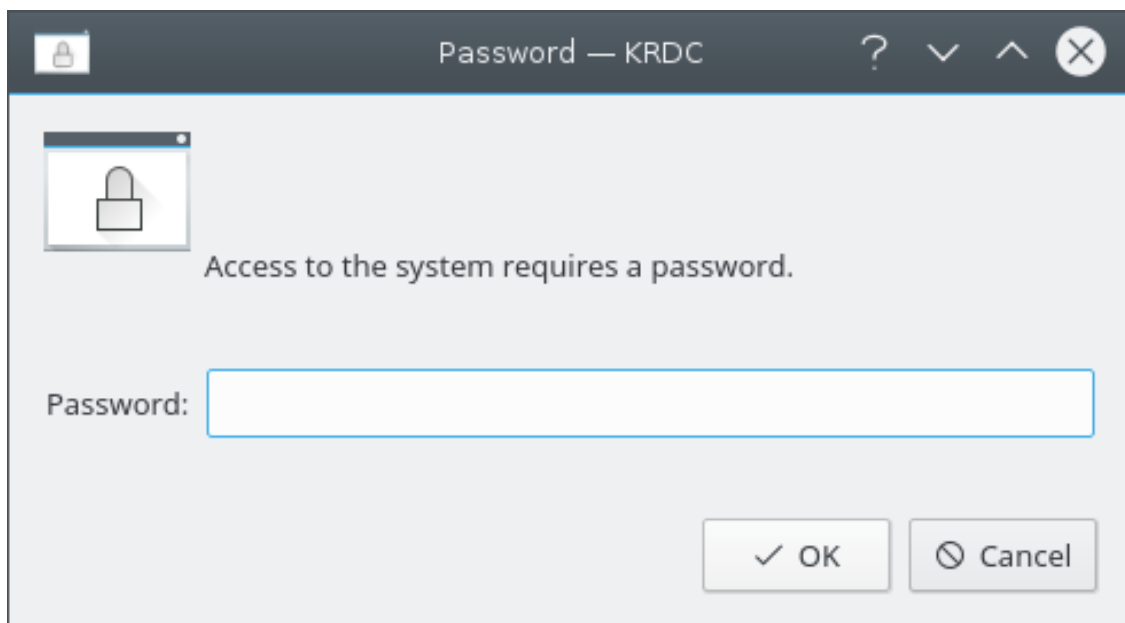 Password — KRDC
Access to the system requires a password.
Password:
OK
Cancel